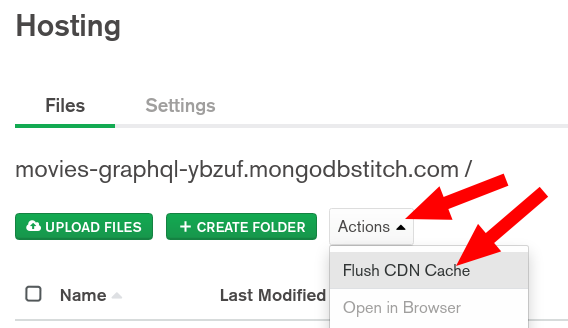 Hosting
Files Settings
movies-graphql-ybzuf.mongodbstitch.com /
UPLOAD FILES + CREATE FOLDER Actions
Flush CDN Cache
Name Last Modified
Open in Browser